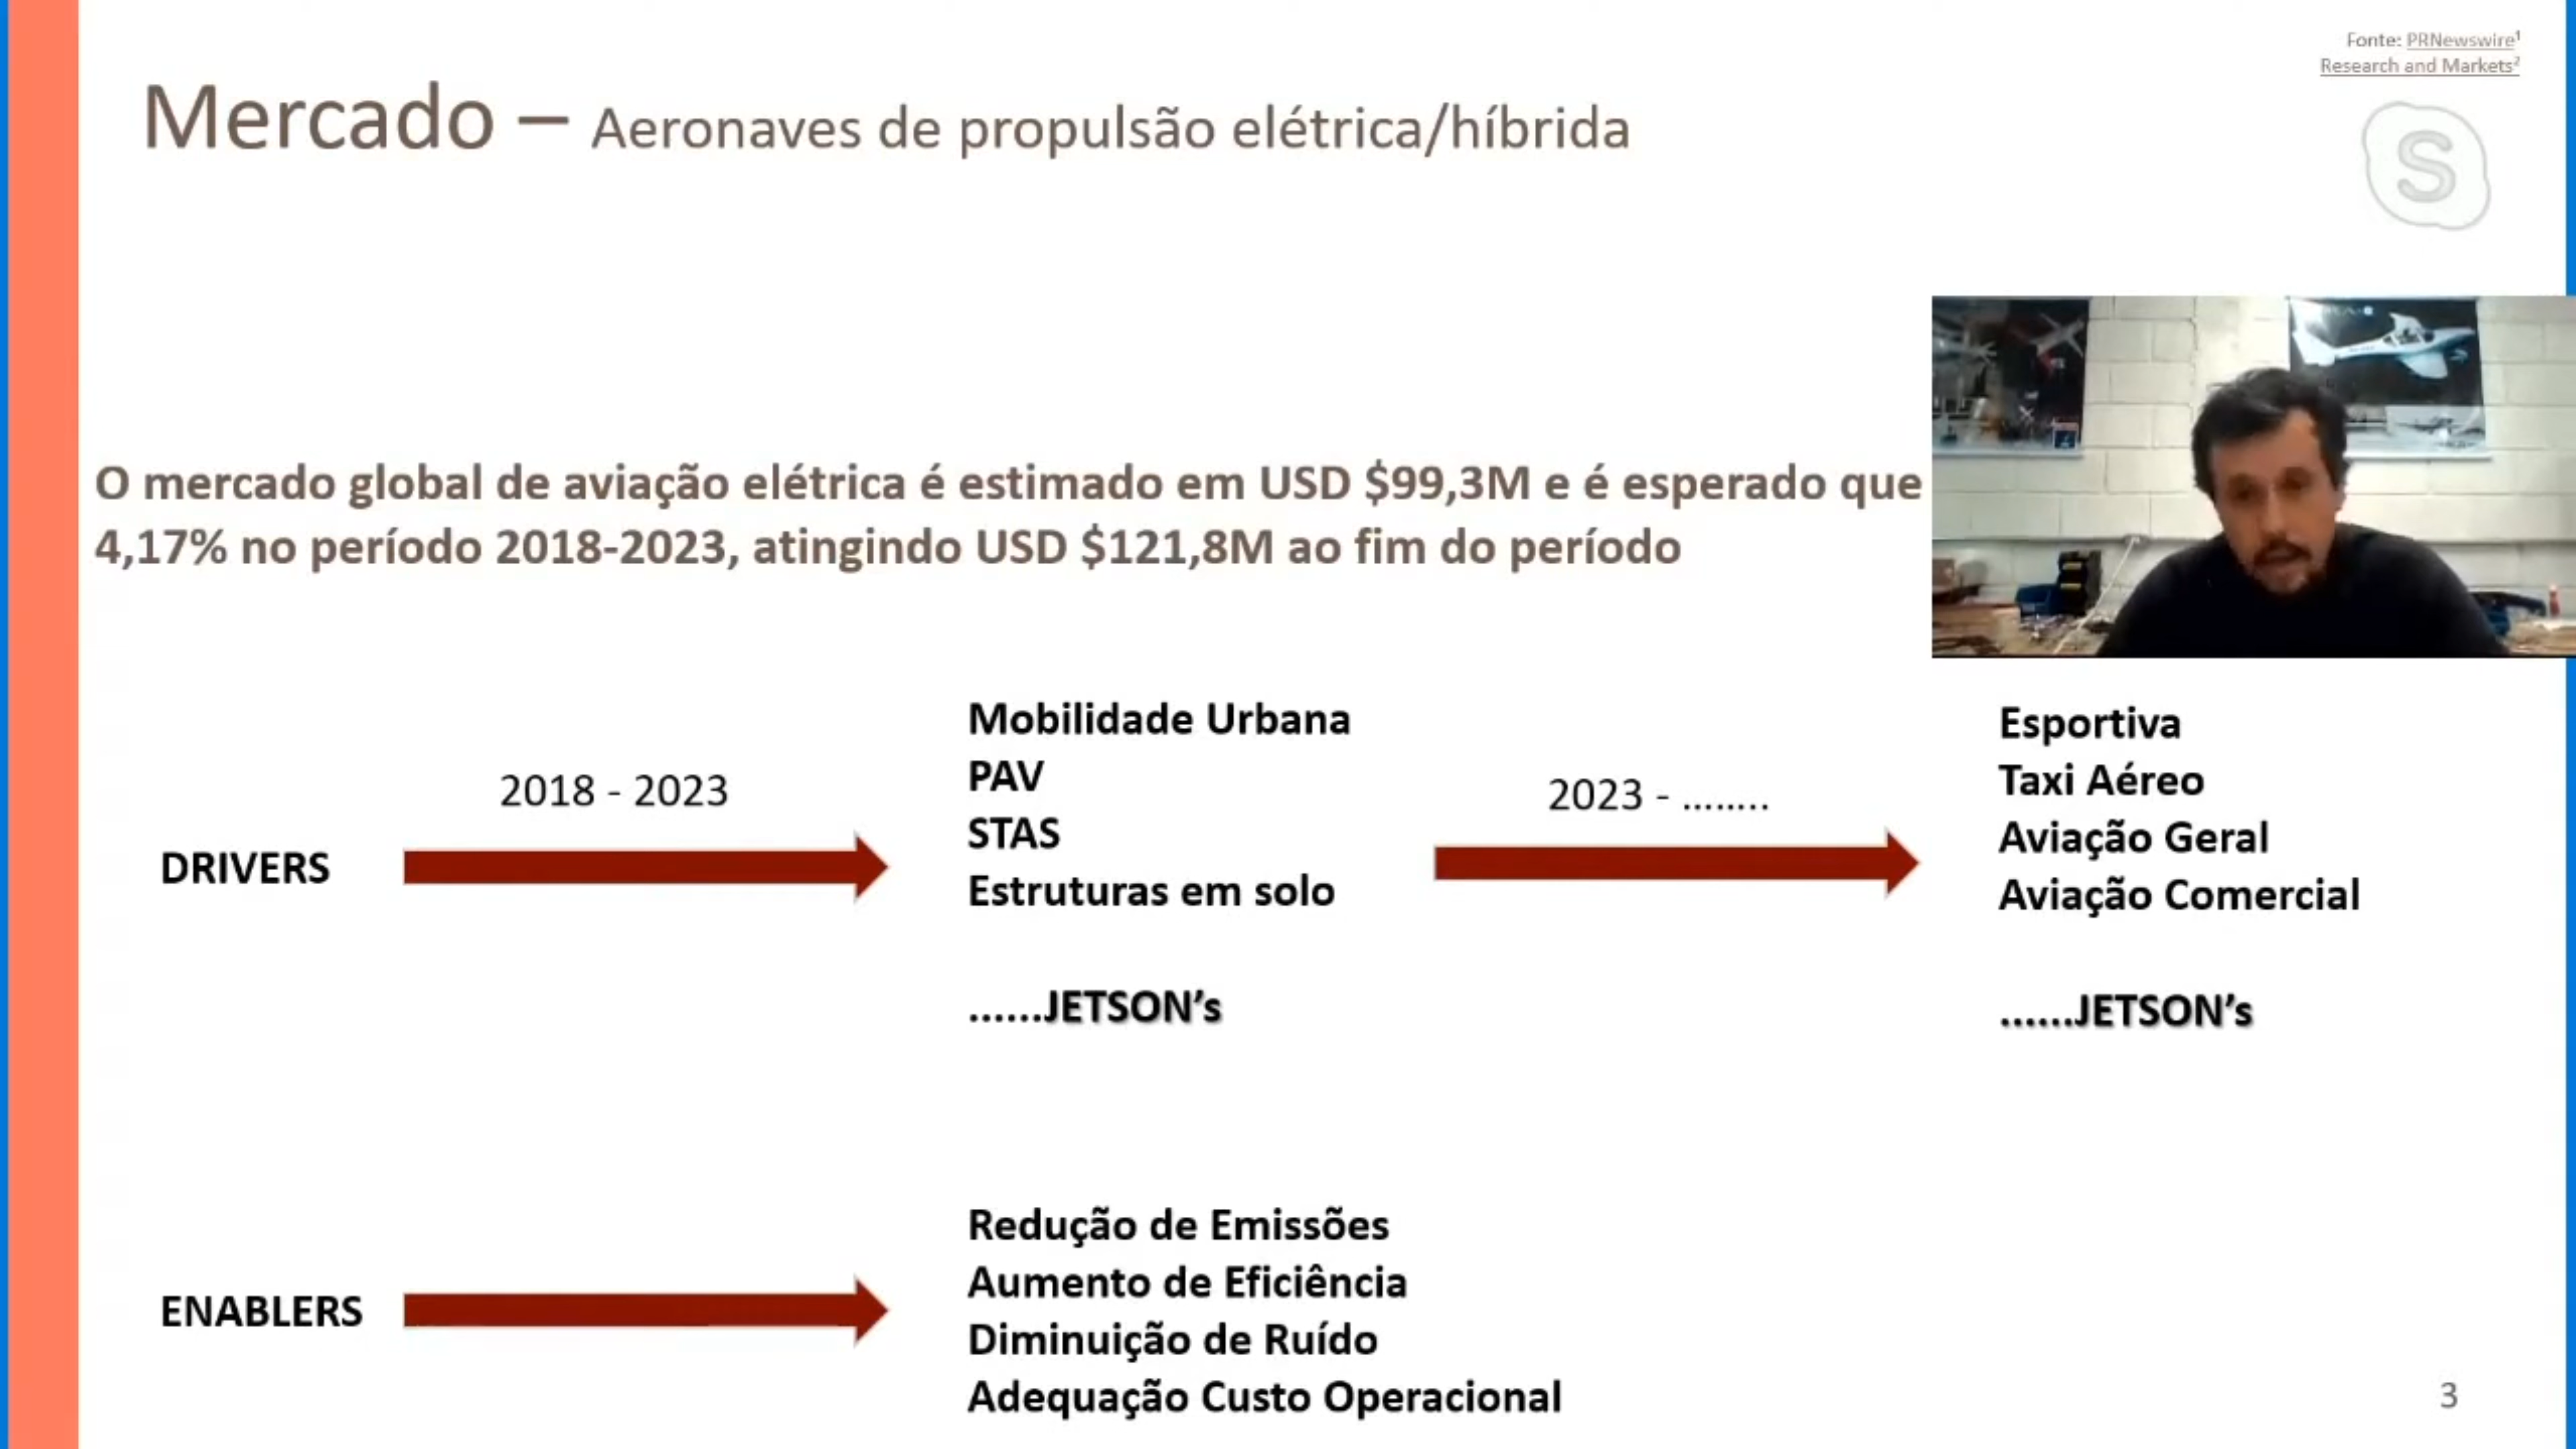 Fonte: PRNewswire¹
Research and Markets²
Mercado – Aeronaves de propulsão elétrica/híbrida
S
O mercado global de aviação elétrica é estimado em USD $99,3M e é esperado que
4,17% no período 2018-2023, atingindo USD $121,8M ao fim do período
DRIVERS
2018 - 2023
Mobilidade Urbana
PAV
STAS
Estruturas em solo
......JETSON’s
2023 - ........
Esportiva
Taxi Aéreo
Aviação Geral
Aviação Comercial
......JETSON’s
ENABLERS
Redução de Emissões
Aumento de Eficiência
Diminuição de Ruído
Adequação Custo Operacional
3